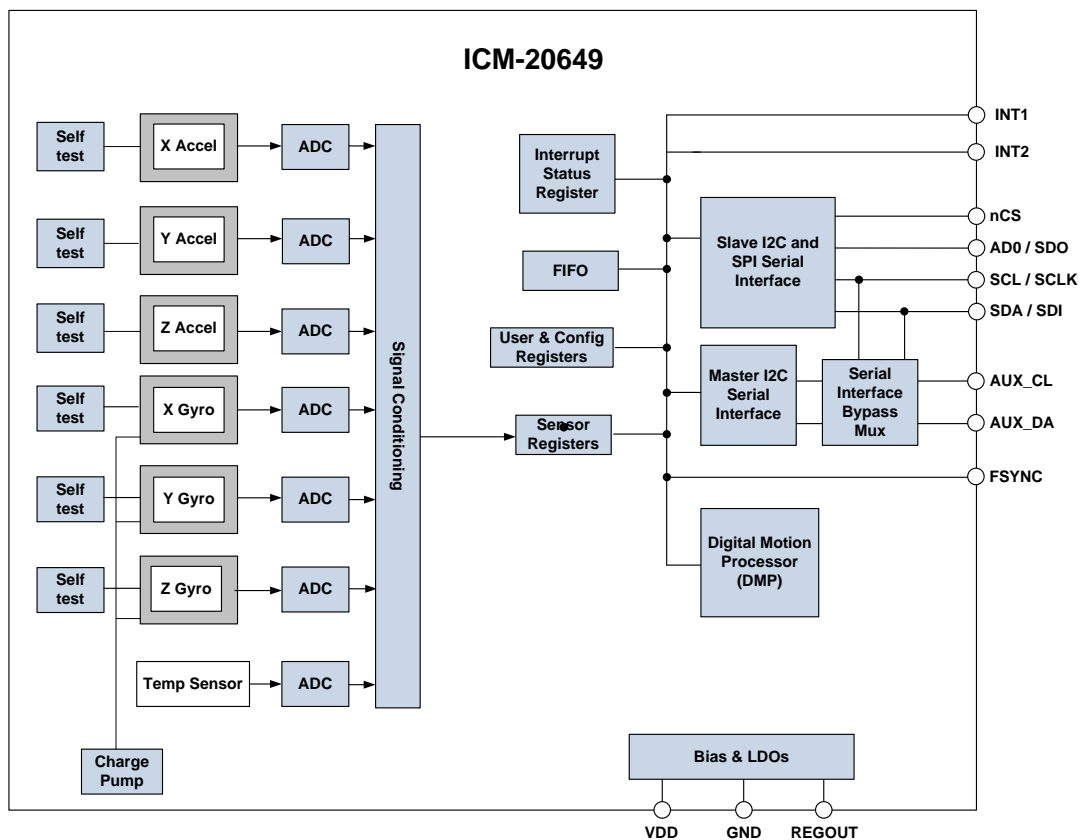 ICM-20649
Self
test
X Accel
ADC
Self
test
Y Accel
ADC
Self
test
Z Accel
ADC
Self
test
X Gyro
ADC
Self
test
Y Gyro
ADC
Self
test
Z Gyro
ADC
Temp Sensor
ADC
Charge
Pump
Signal Conditioning
Interrupt
Status
Register
FIFO
User & Config
Registers
Sensor
Registers
Slave I2C and
SPI Serial
Interface
Master I2C
Serial
Interface
Serial
Interface
Bypass
Mux
Digital Motion
Processor
(DMP)
Bias & LDOs
INT1
INT2
nCS
AD0 / SDO
SCL / SCLK
SDA / SDI
AUX_CL
AUX_DA
FSYNC
VDD
GND
REGOUT